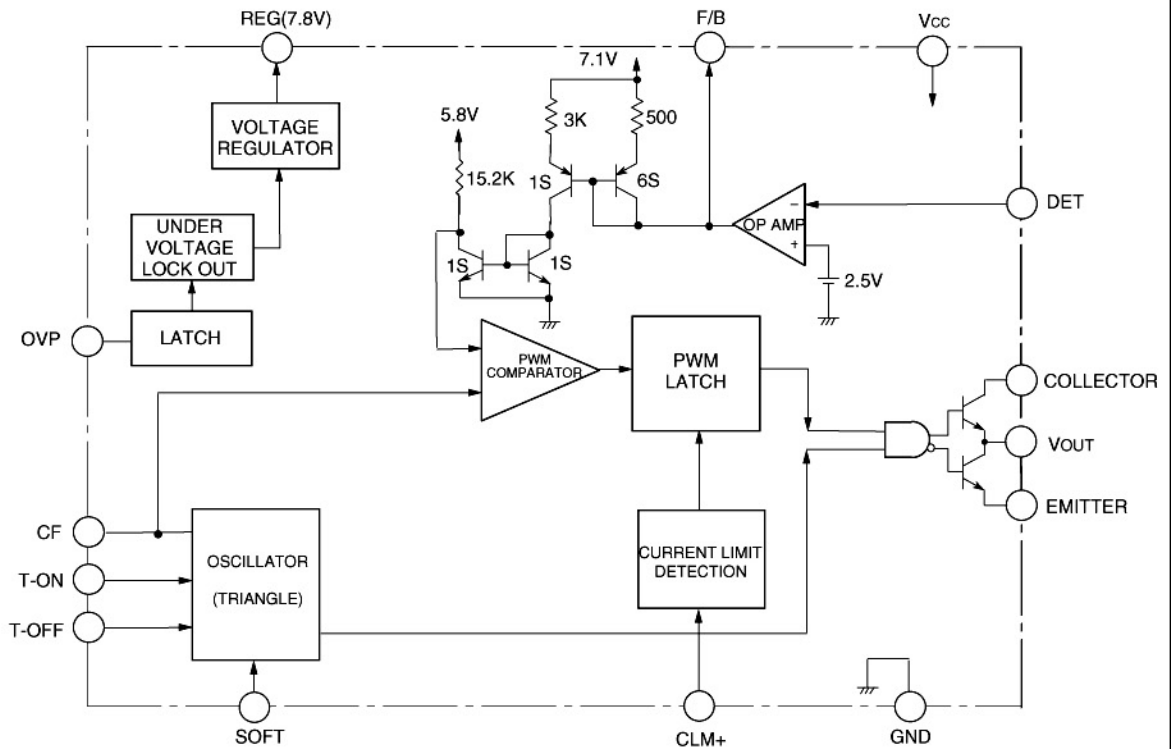 REG(7.8V)
F/B
VCC
7.1V
5.8V
3K
500
VOLTAGE
REGULATOR
15.2K
1S
6S
DET
−
OP AMP
+
UNDER
VOLTAGE
LOCK OUT
1S
1S
2.5V
OVP
LATCH
PWM
COMPARATOR
PWM
LATCH
COLLECTOR
VOUT
EMITTER
CF
T-ON
T-OFF
OSCILLATOR
(TRIANGLE)
CURRENT LIMIT
DETECTION
SOFT
CLM+
GND